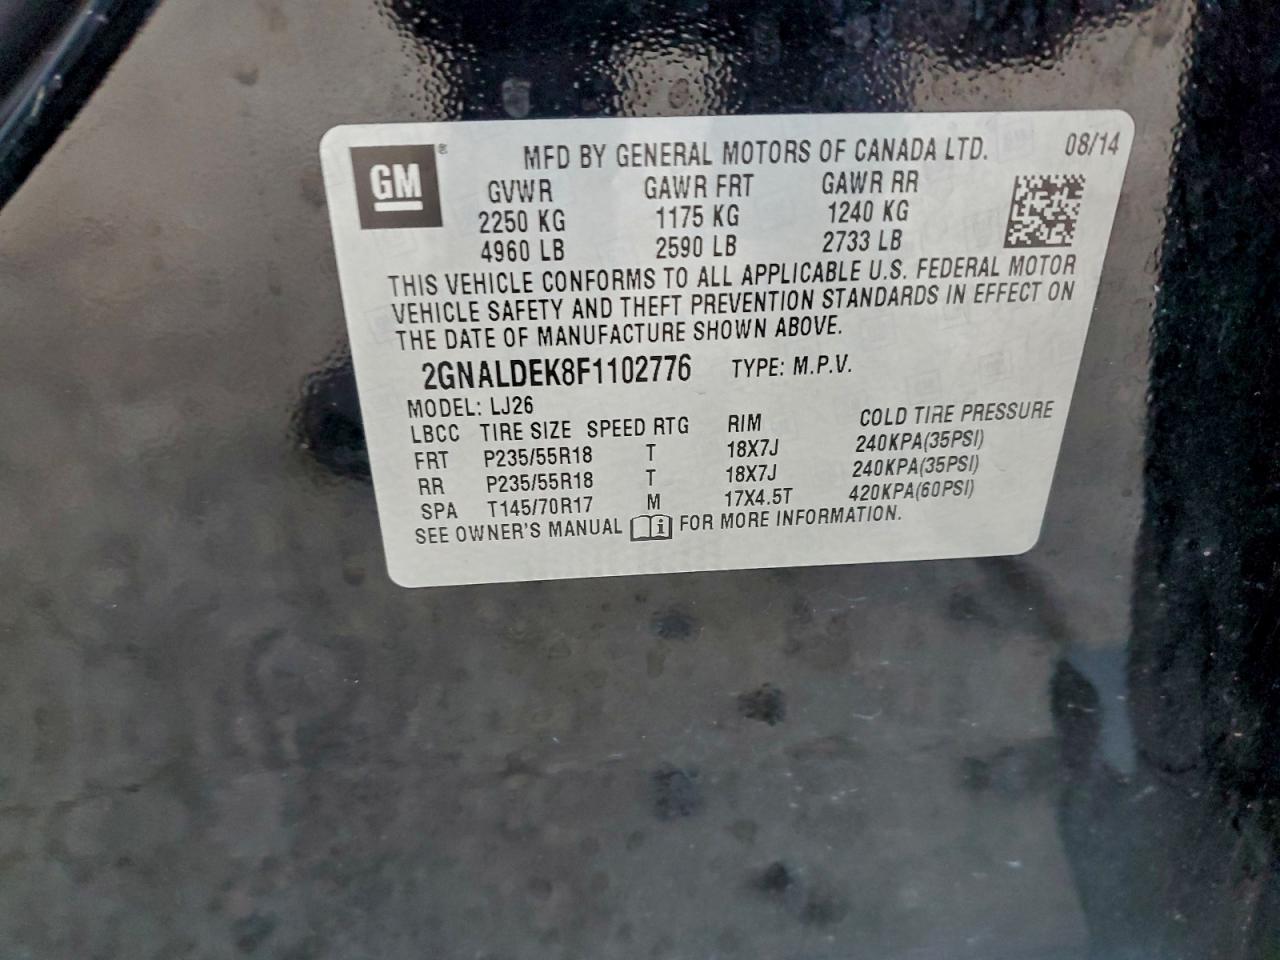 GM ®
MFD BY GENERAL MOTORS OF CANADA LTD. 08/14
GVWR GAWR FRT GAWR RR
2250 KG 1175 KG 1240 KG
4960 LB 2590 LB 2733 LB
THIS VEHICLE CONFORMS TO ALL APPLICABLE U.S. FEDERAL MOTOR
VEHICLE SAFETY AND THEFT PREVENTION STANDARDS IN EFFECT ON
THE DATE OF MANUFACTURE SHOWN ABOVE.
2GNALDEK8F1102776 TYPE: M.P.V.
MODEL: LJ26
LBCC TIRE SIZE SPEED RTG RIM COLD TIRE PRESSURE
FRT P235/55R18 T 18X7J 240KPA(35PSI)
RR P235/55R18 T 18X7J 240KPA(35PSI)
SPA T145/70R17 M 17X4.5T 420KPA(60PSI)
SEE OWNER'S MANUAL i FOR MORE INFORMATION.